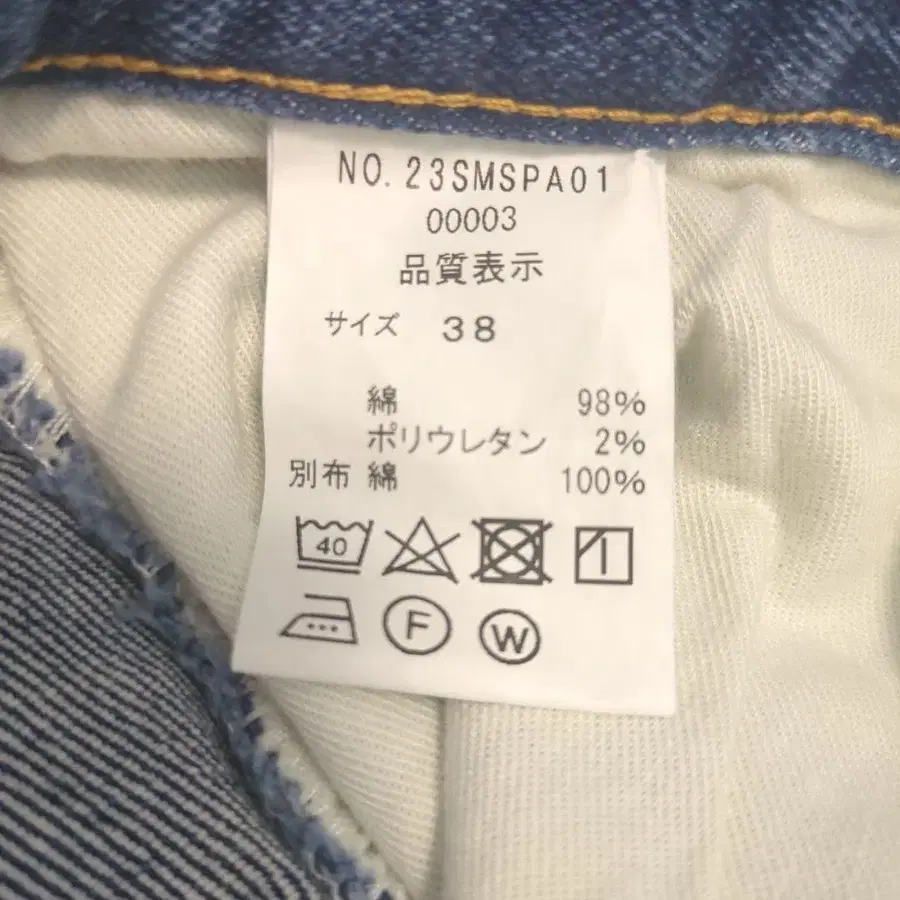 NO. 23SMSPA01
00003
品質表示
サイズ 38
綿 98%
ポリウレタン 2%
別布 綿 100%
40
F W